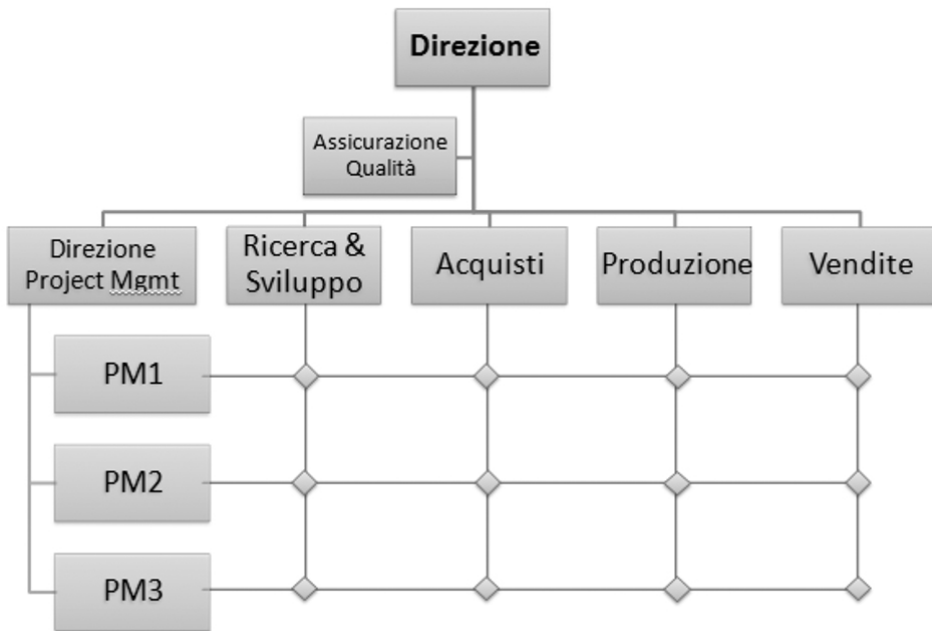 Direzione
Assicurazione
Qualità
Direzione
Project Mgmt
Ricerca &
Sviluppo
Acquisti
Produzione
Vendite
PM1
PM2
PM3